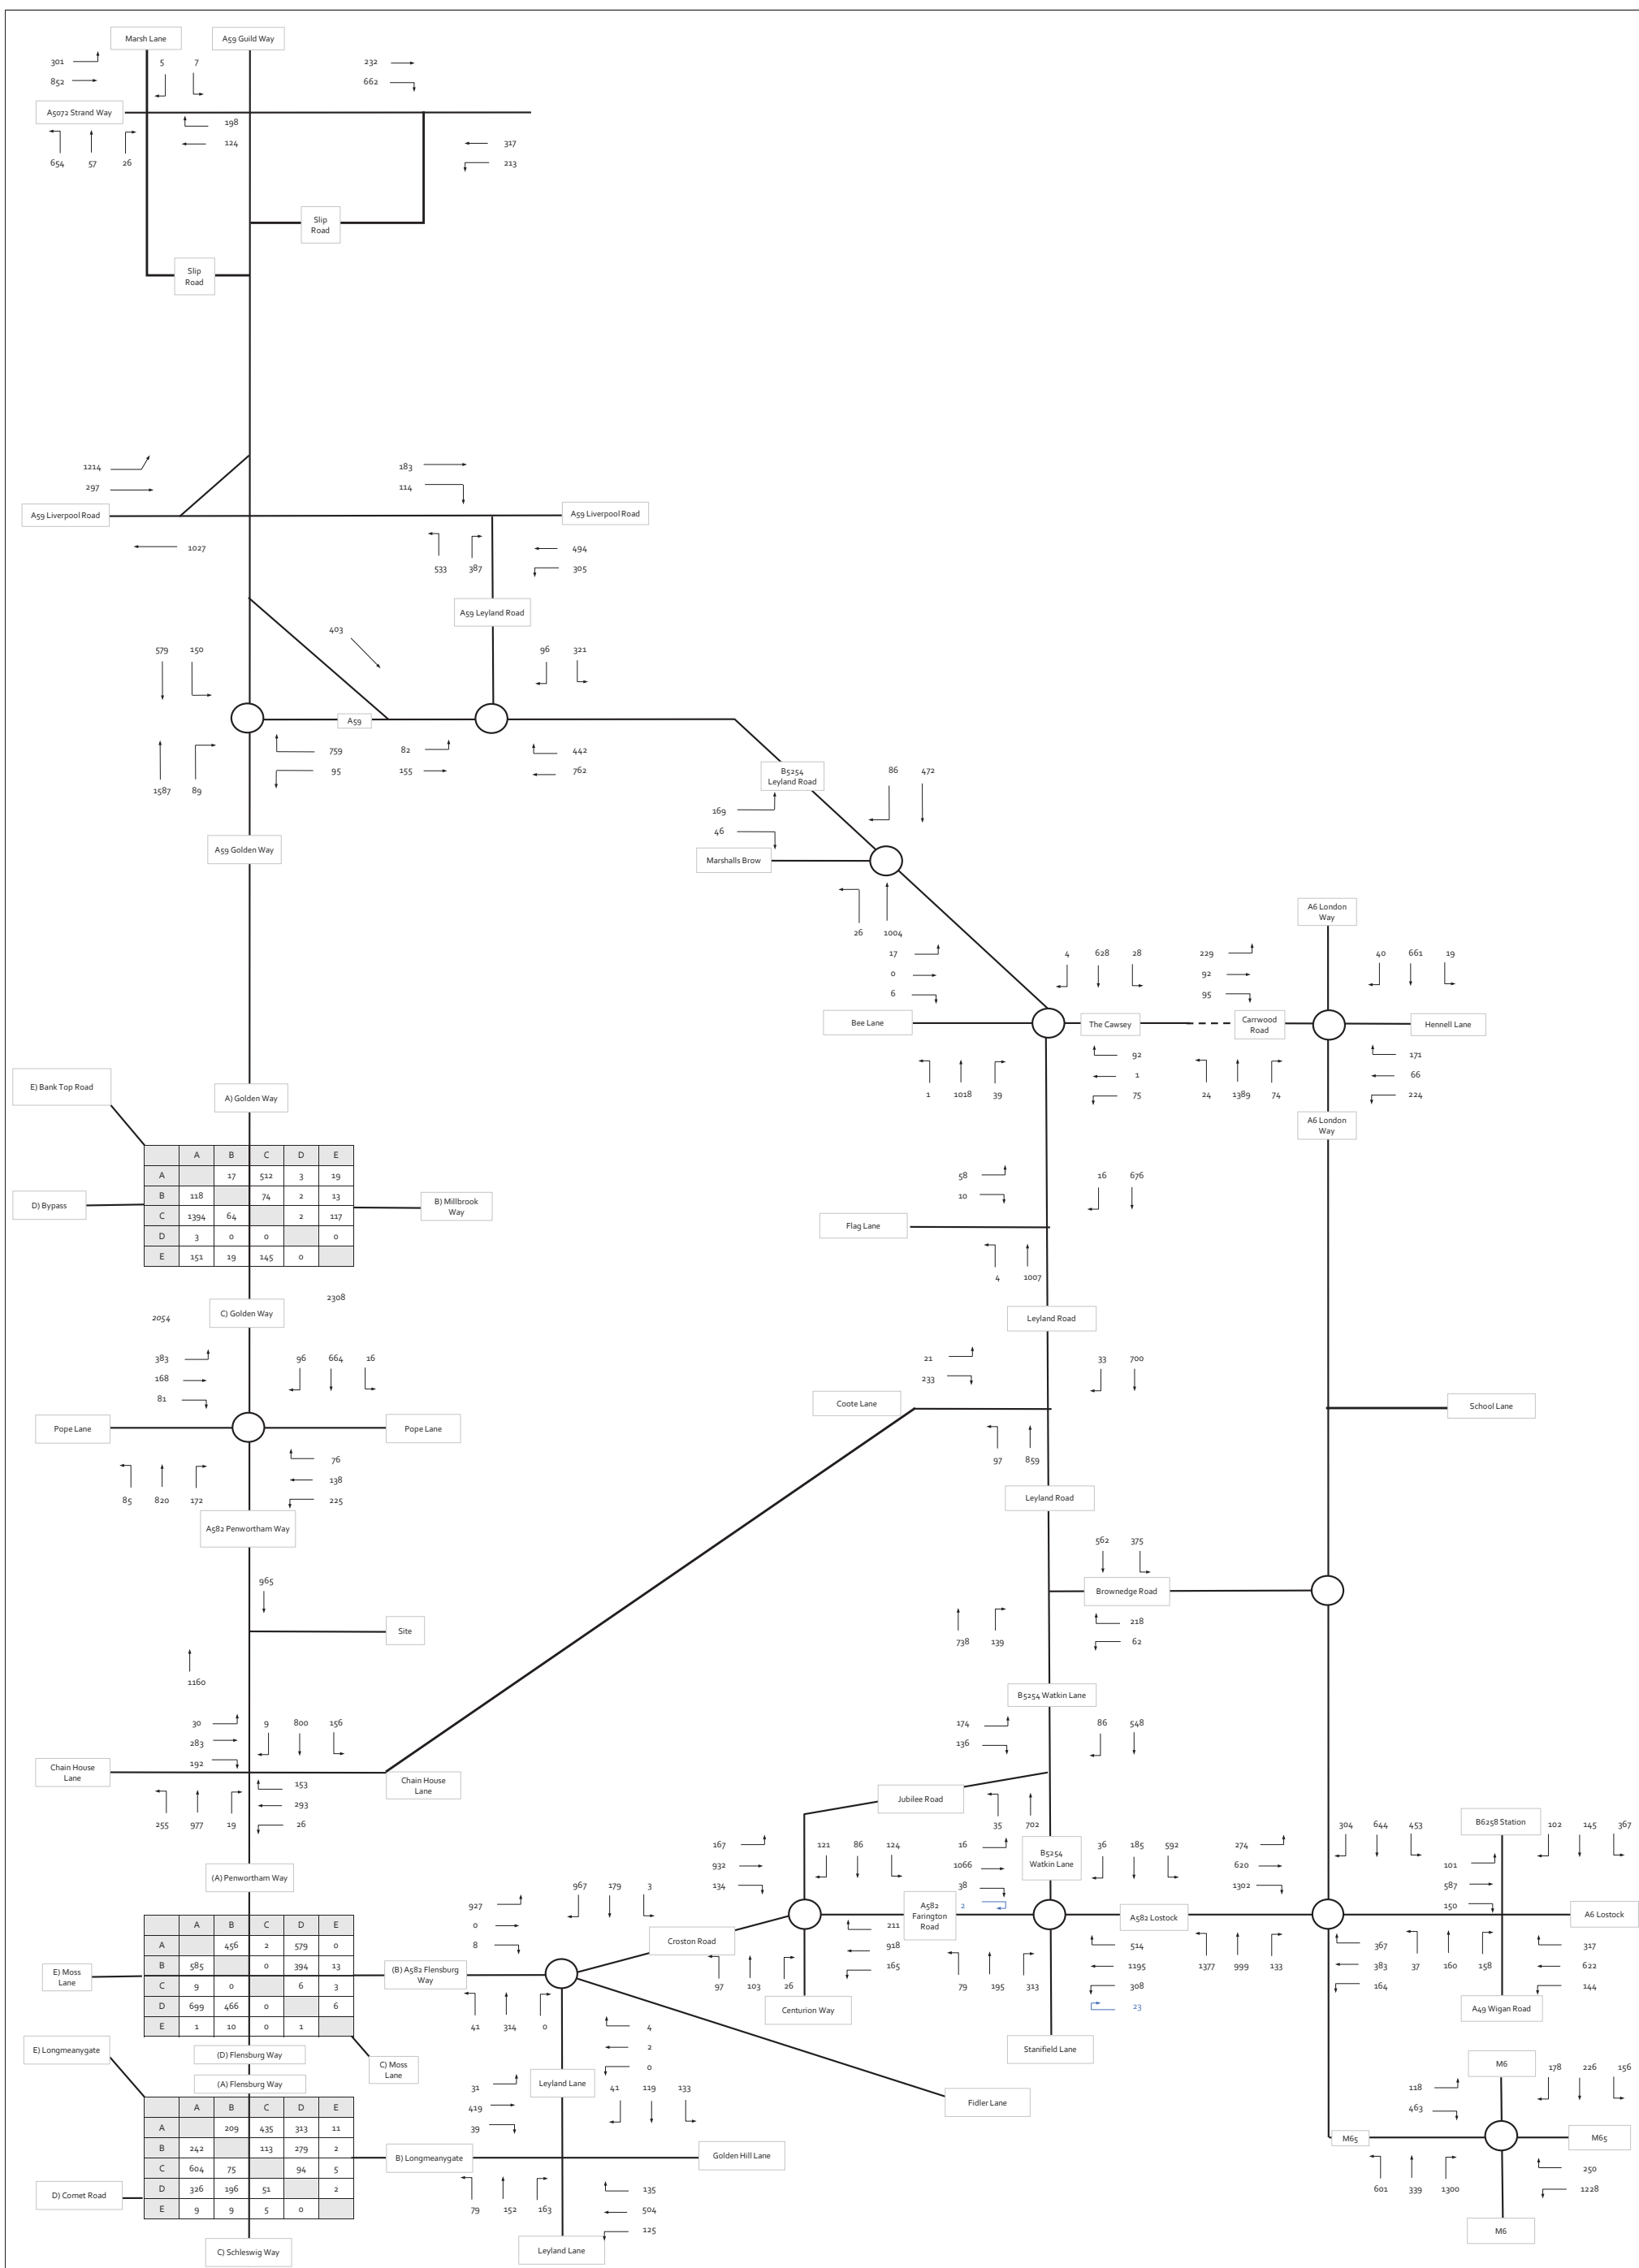 Marsh Lane
A59 Guild Way
301
5
7
232
852
662
A5072 Strand Way
198
124
317
654
57
26
213
Slip
Road
Slip
Road
1214
183
297
114
A59 Liverpool Road
A59 Liverpool Road
1027
494
533
387
305
A59 Leyland Road
403
579
150
96
321
A59
759
82
442
95
155
762
1587
89
B5254
Leyland Road
86
472
169
46
A59 Golden Way
Marshalls Brow
A6 London
Way
26
1004
17
4
628
28
229
40
661
19
0
92
6
95
Bee Lane
The Cawsey
Carrwood
Road
Hennell Lane
92
171
1
66
1
1018
39
75
24
1389
74
224
E) Bank Top Road
A) Golden Way
A6 London
Way
A B C D E
A 17 512 3 19
B 118 74 2 13
C 1394 64 2 117
D 3 0 0 0
E 151 19 145 0
D) Bypass
B) Millbrook
Way
58
16
676
10
Flag Lane
4
1007
2308
C) Golden Way
2054
Leyland Road
383
96
664
16
168
81
21
33
700
233
Coote Lane
School Lane
Pope Lane
Pope Lane
76
138
85
820
172
225
97
859
A582 Penwortham Way
Leyland Road
965
562
375
Brownedge Road
Site
218
738
139
62
1160
B5254 Watkin Lane
30
9
800
156
283
192
174
86
548
136
Chain House
Lane
Chain House
Lane
153
293
255
977
19
26
Jubilee Road
35
702
B6258 Station
(A) Penwortham Way
167
121
86
124
16
B5254
Watkin Lane
36
185
592
274
304
644
453
102
145
367
932
1066
620
101
134
38
1302
587
2
150
927
967
179
3
0
8
A582
Farington
Road
A582 Lostock
A6 Lostock
Croston Road
211
918
165
514
1195
308
23
367
383
164
317
622
144
97
103
26
79
195
313
1377
999
133
37
160
158
A B C D E
A 456 2 579 0
B 585 0 394 13
C 9 0 6 3
D 699 466 0 6
E 1 10 0 1
E) Moss
Lane
(B) A582 Flensburg
Way
Centurion Way
A49 Wigan Road
41
314
0
4
2
0
Stanifield Lane
E) Longmeanygate
(D) Flensburg Way
C) Moss
Lane
(A) Flensburg Way
Leyland Lane
Fidler Lane
M6
31
41
119
133
118
178
226
156
419
463
39
A B C D E
A 209 435 313 11
B 242 113 279 2
C 604 75 94 5
D 326 196 51 2
E 9 9 5 0
B) Longmeanygate
Golden Hill Lane
M65
M65
D) Comet Road
79
152
163
135
504
125
601
339
1300
250
1228
C) Schleswig Way
Leyland Lane
M6